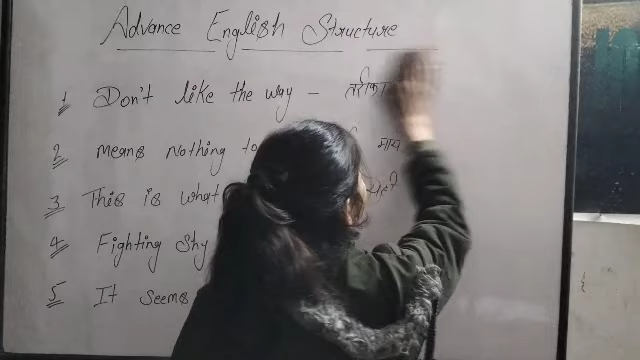 Advance English Structure
1 Don't like the way -
2 Means Nothing to
3 This is what
4 Fighting Shy
5 It Seems